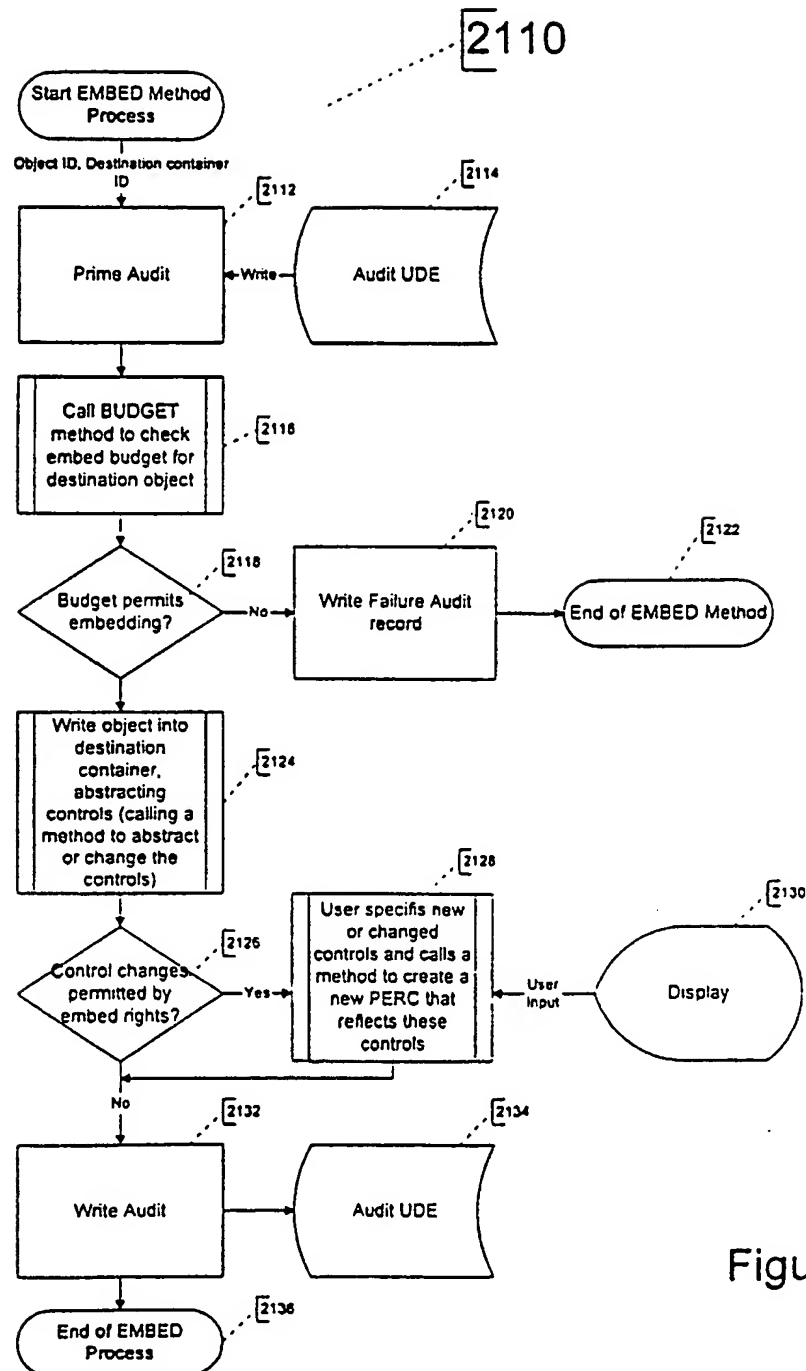 2110
Start EMBED Method
Process
Object ID, Destination container
ID
2112
2114
Prime Audit
Write
Audit UDE
Call BUDGET
method to check
embed budget for
destination object
2116
2118
Budget permits
embedding?
No
2120
Write Failure Audit
record
2122
End of EMBED Method
Write object into
destination
container,
abstracting
controls (calling a
method to abstract
or change the
controls)
2124
2126
Control changes
permitted by
embed rights?
Yes
2128
User specifis new
or changed
controls and calls a
method to create a
new PERC that
reflects these
controls
User
Input
2130
Display
No
2132
Write Audit
2134
Audit UDE
End of EMBED
Process
2136
Figu